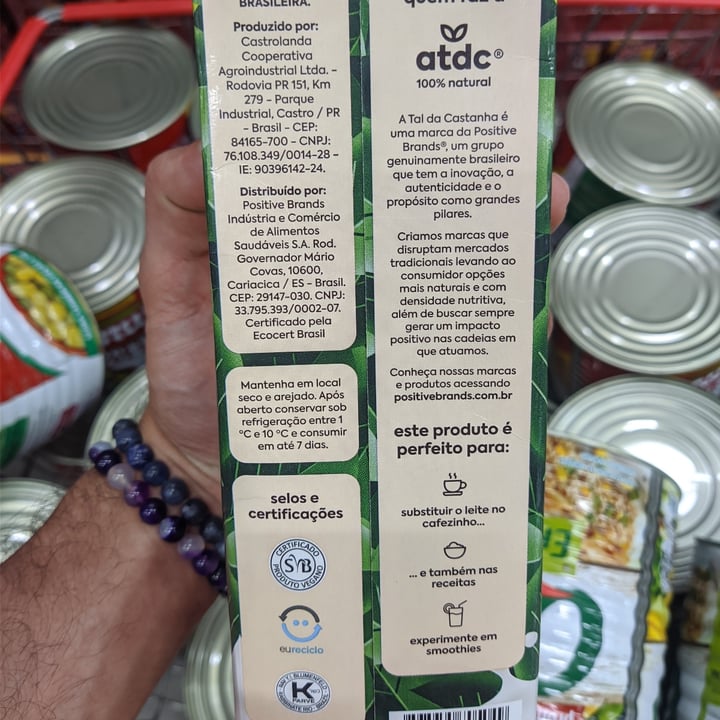 BRASILEIRA.
Produzido por:
Castrolanda
Cooperativa
Agroindustrial Ltda. –
Rodovia PR 151, Km
279 – Parque
Industrial, Castro / PR
– Brasil - CEP:
84165-700 - CNPJ:
76.108.349/0014-28 –
IE: 90396142-24.
Distribuído por:
Positive Brands
Indústria e Comércio
de Alimentos
Saudáveis S.A. Rod.
Governador Mário
Covas, 10600,
Cariacica / ES – Brasil.
CEP: 29147-030. CNPJ:
33.795.393/0002-07.
Certificado pela
Ecocert Brasil
Mantenha em local
seco e arejado. Após
aberto conservar sob
refrigeração entre 1
°C e 10 °C e consumir
em até 7 dias.
selos e
certificações
CERTIFICADO
SVB
PRODUTO VEGANO
eureciclo
K
PARVE
quem faz a
atdc®
100% natural
A Tal da Castanha é
uma marca da Positive
Brands®, um grupo
genuinamente brasileiro
que tem a inovação, a
autenticidade e o
propósito como grandes
pilares.
Criamos marcas que
disruptam mercados
tradicionais levando ao
consumidor opções
mais naturais e com
densidade nutritiva,
além de buscar sempre
gerar um impacto
positivo nas cadeias em
que atuamos.
Conheça nossas marcas
e produtos acessando
positivebrands.com.br
este produto é
perfeito para:
substituir o leite no
cafezinho...
... e também nas
receitas
experimente em
smoothies